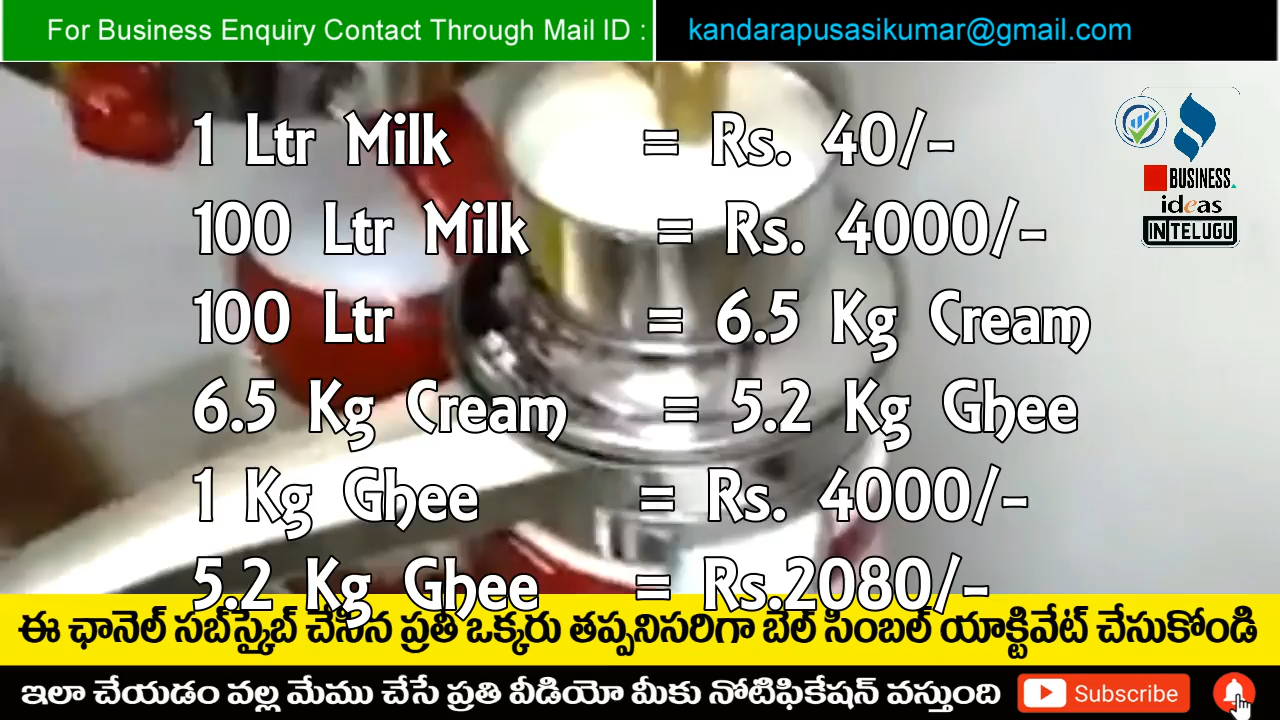 For Business Enquiry Contact Through Mail ID : kandarapusasikumar@gmail.com
1 Ltr Milk = Rs. 40/-
100 Ltr Milk = Rs. 4000/-
100 Ltr = 6.5 Kg Cream
6.5 Kg Cream = 5.2 Kg Ghee
1 Kg Ghee = Rs. 4000/-
5.2 Kg Ghee = Rs.2080/-
BUSINESS.
ideas
IN TELUGU
ఈ ఛానెల్ సబ్‌స్క్రైబ్ చేసిన ప్రతీ ఒక్కరు తప్పనిసరిగా బెల్ సింబల్ యాక్టివేట్ చేసుకోండి
ఇలా చేయడం వల్ల మేము చేసే ప్రతి వీడియో మీకు నోటిఫికేషన్ వస్తుంది
Subscribe